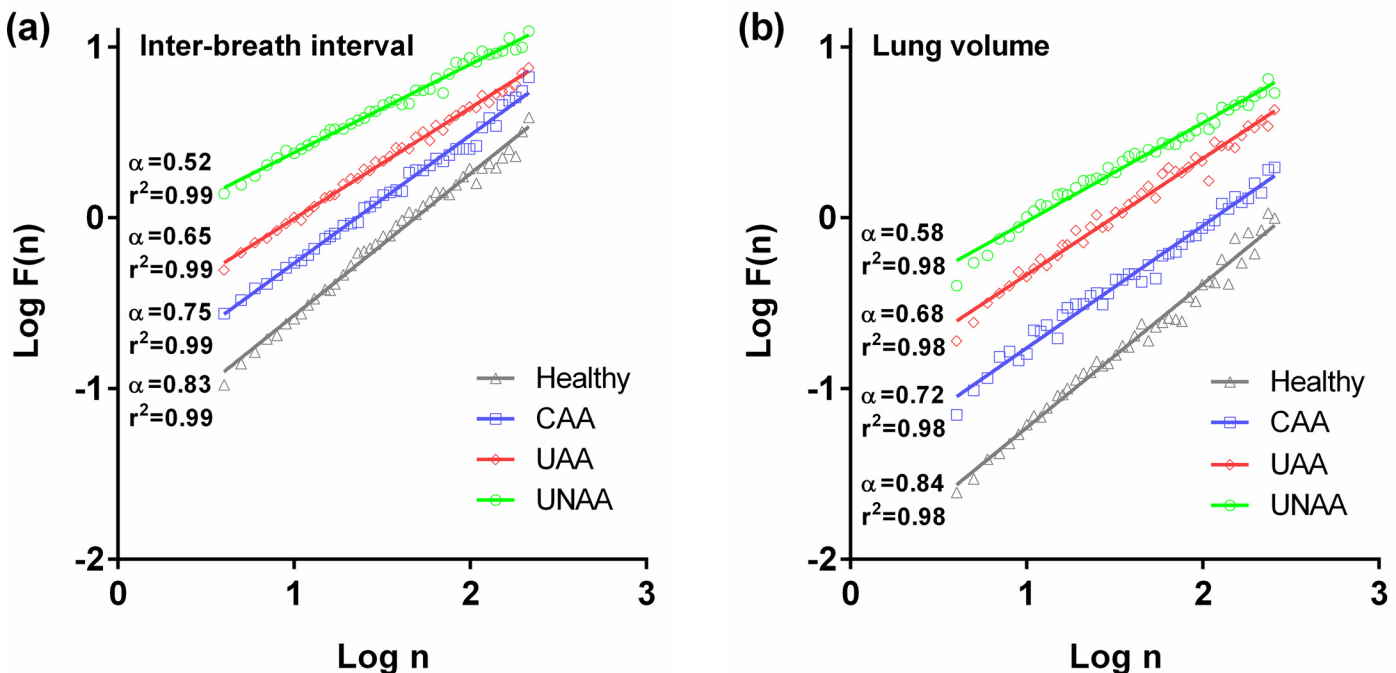 (a)
Inter-breath interval
1
0
-1
-2
Log F(n)
α=0.52
r²=0.99
α=0.65
r²=0.99
α=0.75
r²=0.99
α=0.83
r²=0.99
Healthy
CAA
UAA
UNAA
0
1
2
3
Log n
(b)
Lung volume
1
0
-1
-2
Log F(n)
α=0.58
r²=0.98
α=0.68
r²=0.98
α=0.72
r²=0.98
α=0.84
r²=0.98
Healthy
CAA
UAA
UNAA
0
1
2
3
Log n